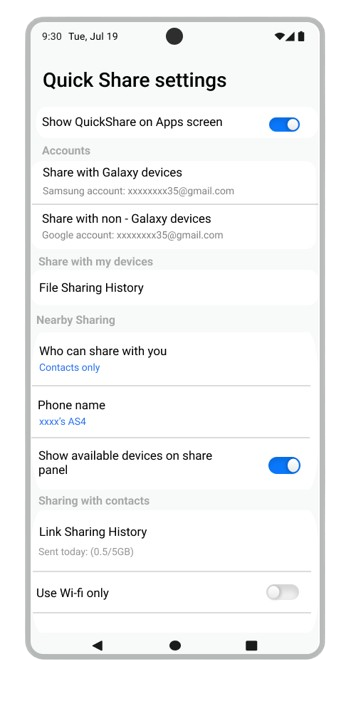 9:30 Tue, Jul 19
Quick Share settings
Show QuickShare on Apps screen
Accounts
Share with Galaxy devices
Samsung account: xxxxxxxx35@gmail.com
Share with non - Galaxy devices
Google account: xxxxxxxx35@gmail.com
Share with my devices
File Sharing History
Nearby Sharing
Who can share with you
Contacts only
Phone name
xxxx's AS4
Show available devices on share
panel
Sharing with contacts
Link Sharing History
Sent today: (0.5/5GB)
Use Wi-fi only